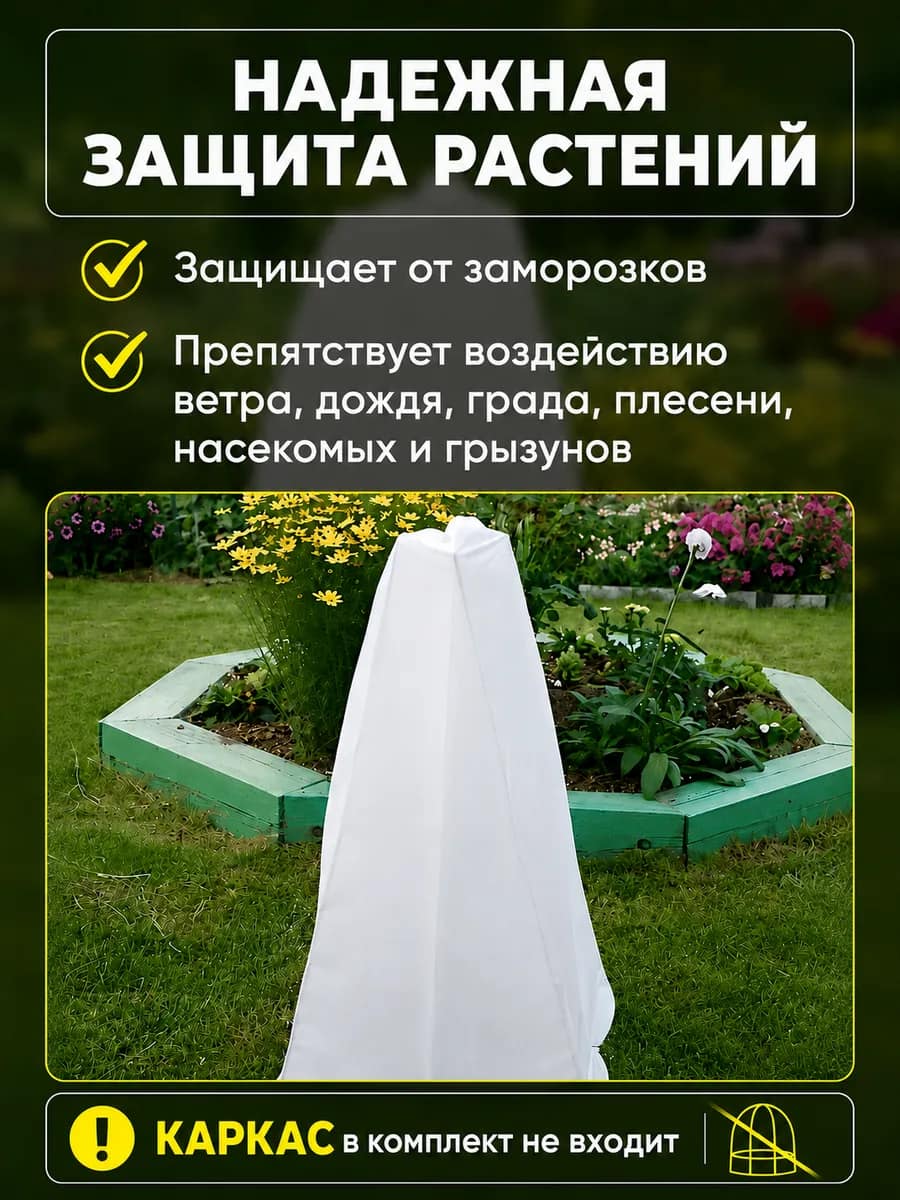 НАДЕЖНАЯ
ЗАЩИТА РАСТЕНИЙ
Защищает от заморозков
Препятствует воздействию
ветра, дождя, града, плесени,
насекомых и грызунов
! КАРКАС в комплект не входит